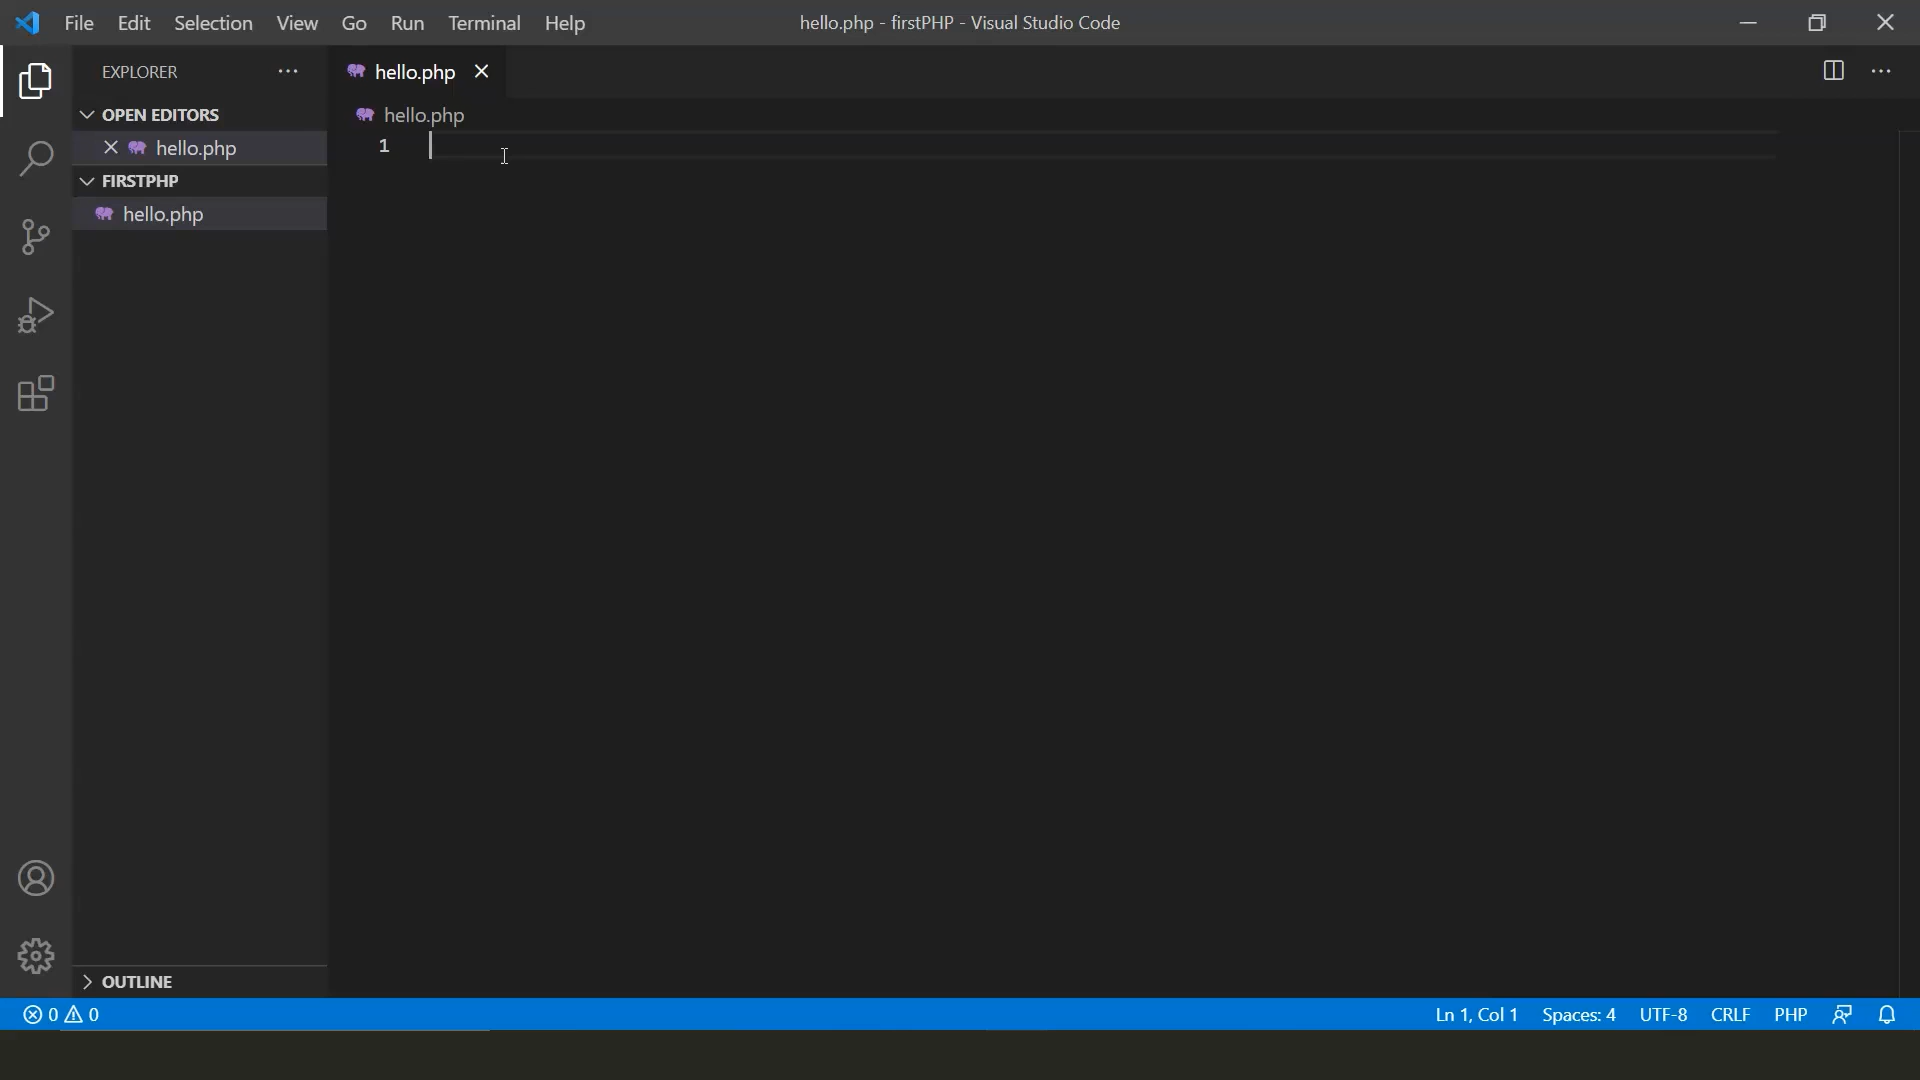 File Edit Selection View Go Run Terminal Help hello.php - firstPHP - Visual Studio Code
EXPLORER
hello.php
OPEN EDITORS
hello.php
hello.php
1
FIRSTPHP
hello.php
OUTLINE
0 0 Ln 1, Col 1 Spaces: 4 UTF-8 CRLF PHP